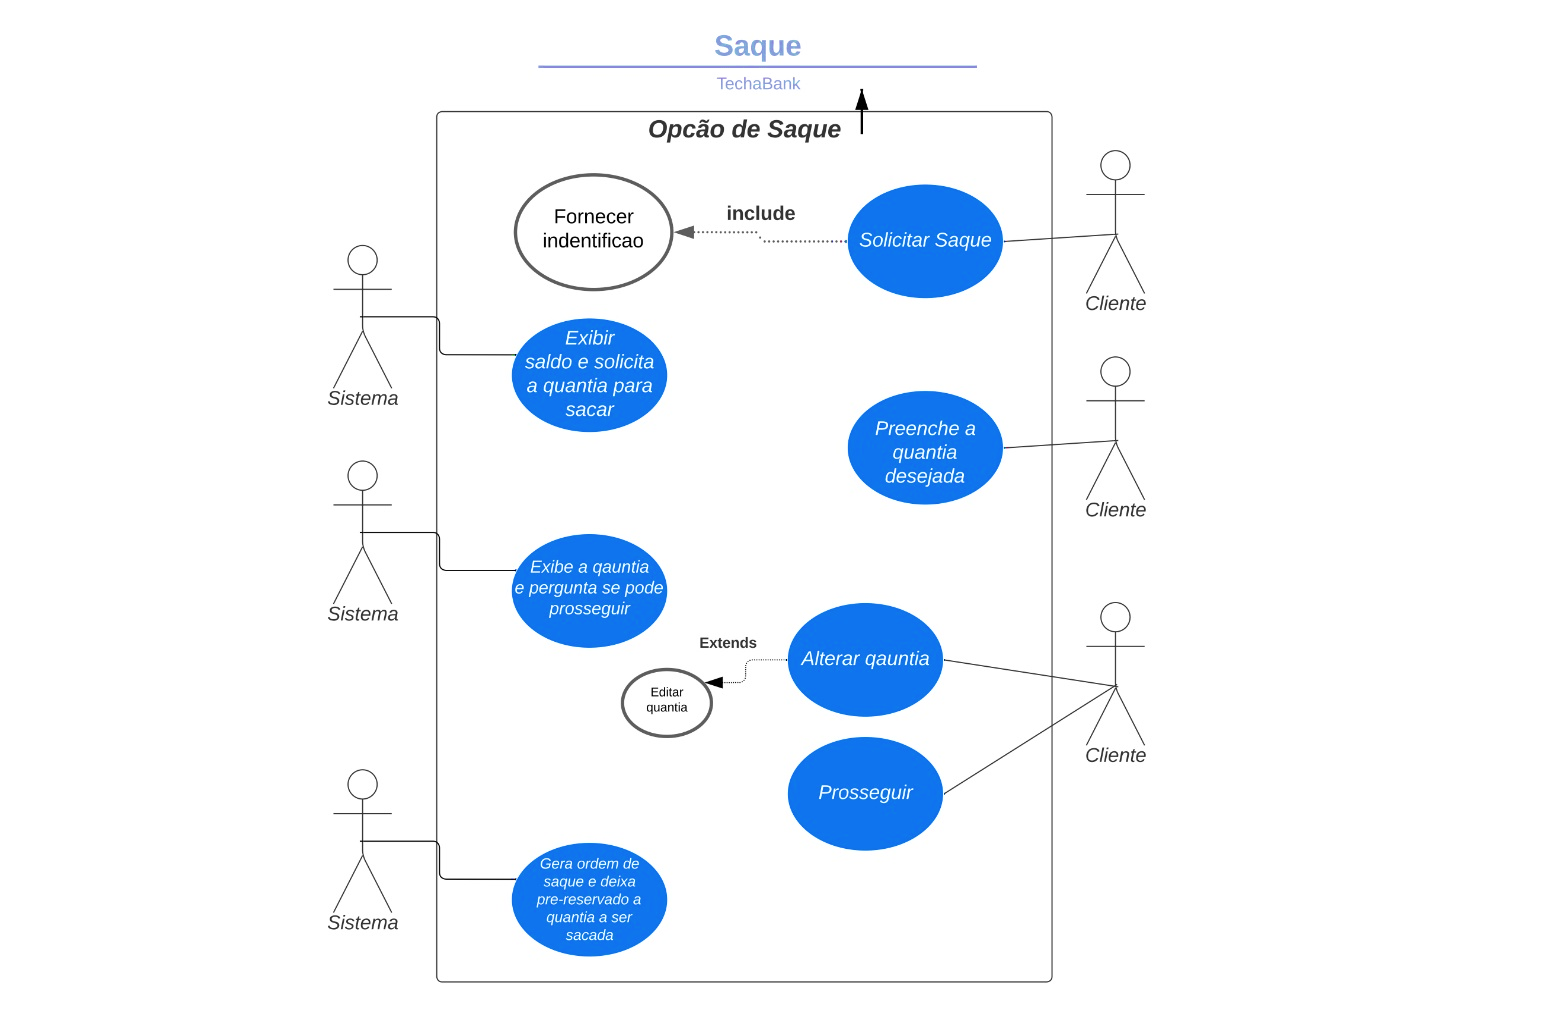 Saque
TechaBank
Opcão de Saque
Fornecer
indentificao
include
Solicitar Saque
Cliente
Exibir
saldo e solicita
a quantia para
sacar
Sistema
Preenche a
quantia
desejada
Cliente
Exibe a qauntia
e pergunta se pode
prosseguir
Sistema
Extends
Alterar qauntia
Editar
quantia
Cliente
Prosseguir
Gera ordem de
saque e deixa
pre-reservado a
quantia a ser
sacada
Sistema